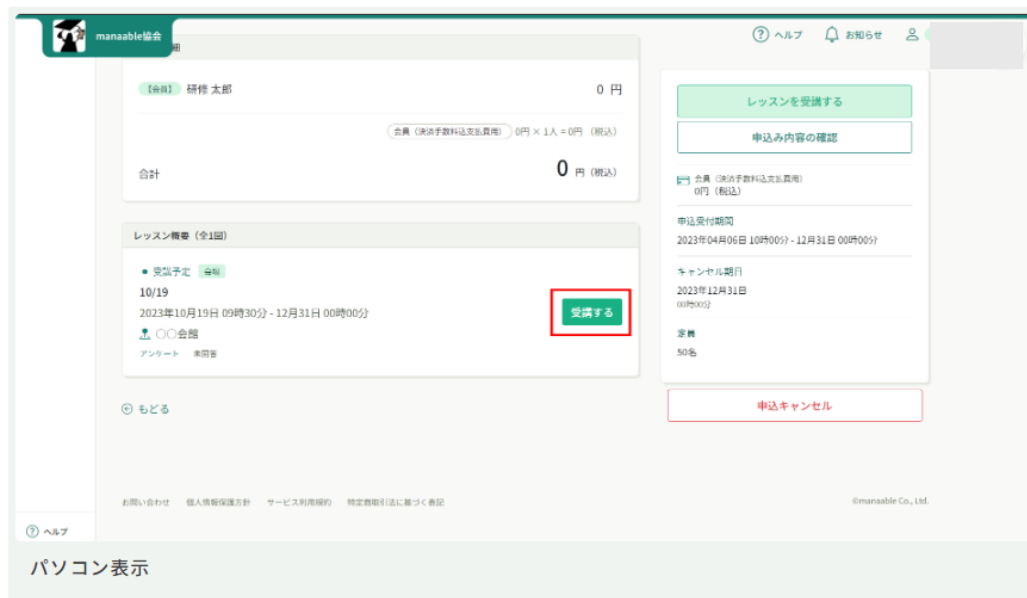 manaable協会
ヘルプ
お知らせ
細
【会員】 研修 太郎
0 円
会員（決済手数料込支払費用） 0円 × 1人 = 0円 （税込）
合計
0 円 （税込）
レッスン概要（全1回）
受講予定 会場
10/19
2023年10月19日 09時30分 - 12月31日 00時00分
〇〇会館
アンケート 未回答
受講する
もどる
レッスンを受講する
申込み内容の確認
会員（決済手数料込支払費用）
0円（税込）
申込受付期間
2023年04月06日 10時00分 - 12月31日 00時00分
キャンセル期日
2023年12月31日
00時00分
定員
50名
申込キャンセル
お問い合わせ 個人情報保護方針 サービス利用規約 特定商取引法に基づく表記
©manaable Co., Ltd.
ヘルプ
パソコン表示